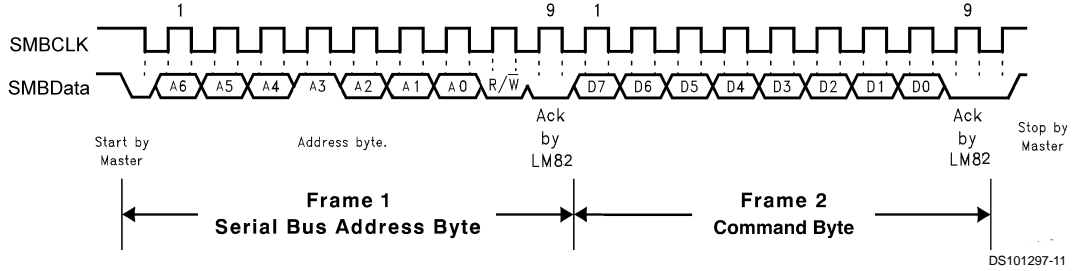 1 9 1 9
SMBCLK
SMBData A6 A5 A4 A3 A2 A1 A0 R/W̅ D7 D6 D5 D4 D3 D2 D1 D0
Start by
Master
Address byte.
Ack
by
LM82
Ack
by
LM82
Stop by
Master
Frame 1
Serial Bus Address Byte
Frame 2
Command Byte
DS101297-11